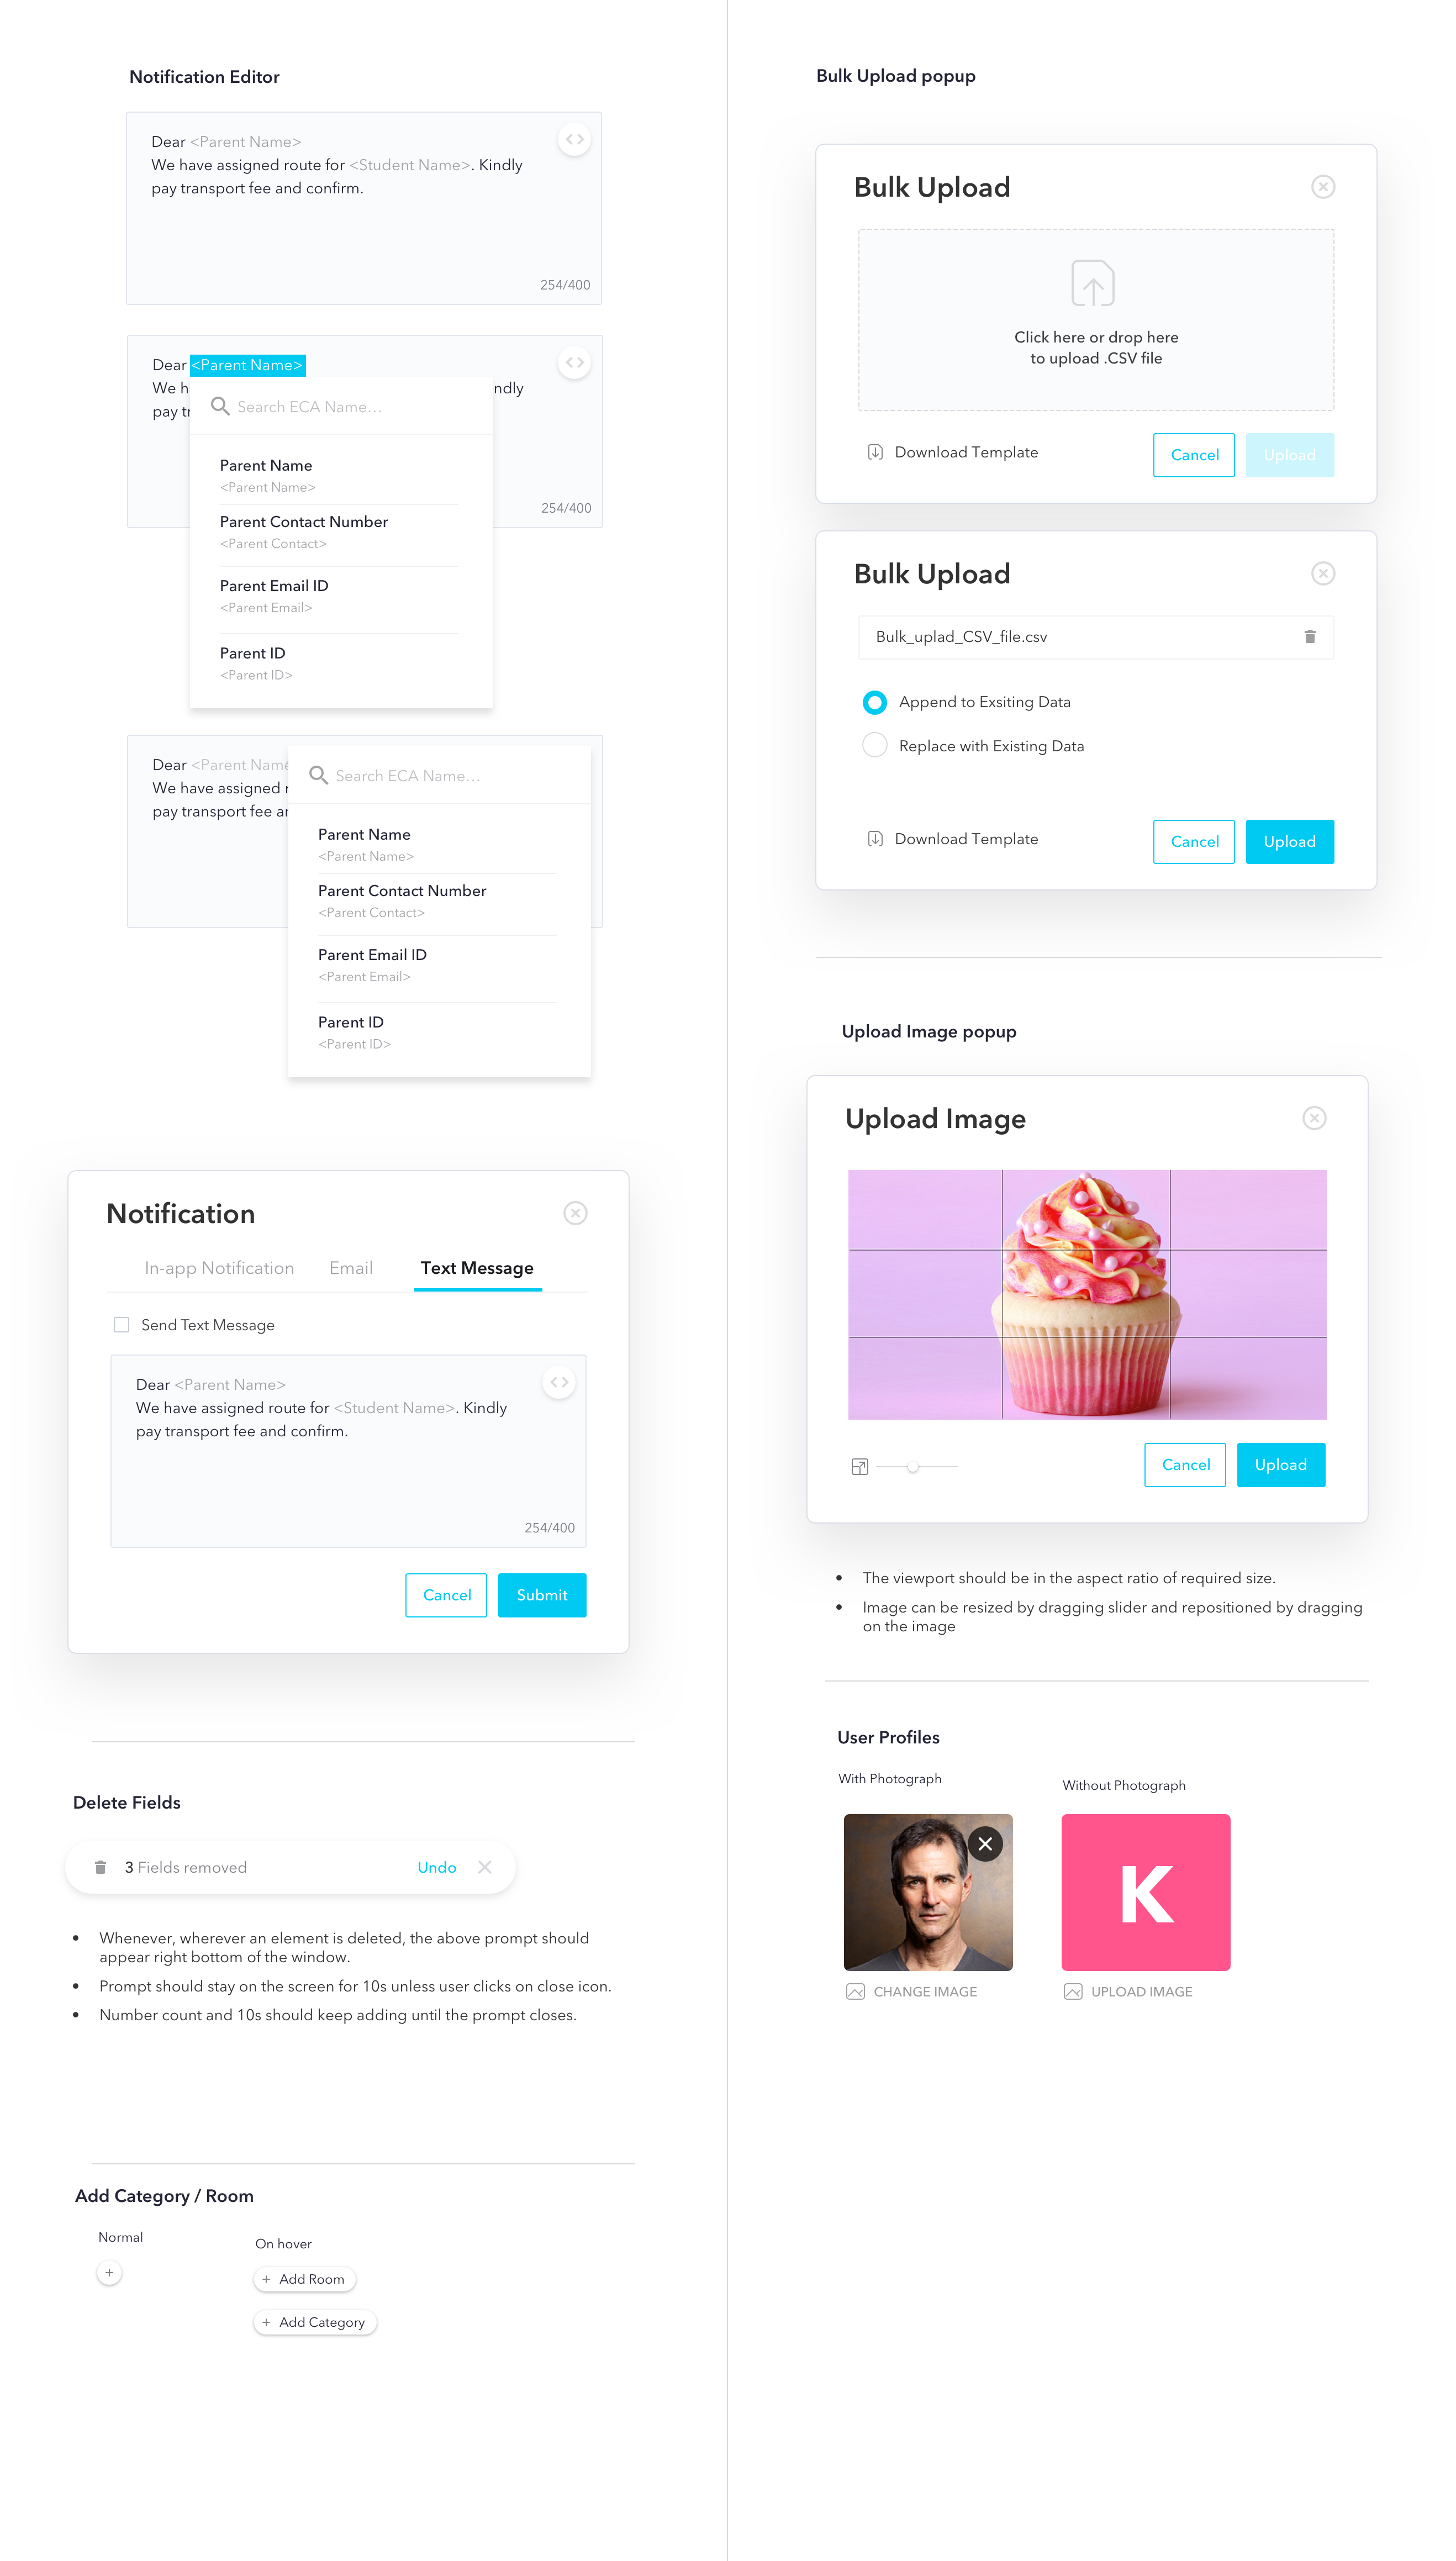 Notification Editor
Dear <Parent Name>
We have assigned route for <Student Name>. Kindly
pay transport fee and confirm.
254/400
Dear <Parent Name>
We h ndly
pay tr
Search ECA Name...
Parent Name
<Parent Name>
Parent Contact Number
<Parent Contact>
254/400
Parent Email ID
<Parent Email>
Parent ID
<Parent ID>
Dear <Parent Name
We have assigned r
pay transport fee ar
Search ECA Name...
Parent Name
<Parent Name>
Parent Contact Number
<Parent Contact>
Parent Email ID
<Parent Email>
Parent ID
<Parent ID>
Notification
In-app Notification Email Text Message
Send Text Message
Dear <Parent Name>
We have assigned route for <Student Name>. Kindly
pay transport fee and confirm.
254/400
Cancel Submit
Delete Fields
3 Fields removed Undo
• Whenever, wherever an element is deleted, the above prompt should
appear right bottom of the window.
• Prompt should stay on the screen for 10s unless user clicks on close icon.
• Number count and 10s should keep adding until the prompt closes.
Add Category / Room
Normal
+
On hover
+ Add Room
+ Add Category
Bulk Upload popup
Bulk Upload
Click here or drop here
to upload .CSV file
Download Template Cancel Upload
Bulk Upload
Bulk_uplad_CSV_file.csv
Append to Exsiting Data
Replace with Existing Data
Download Template Cancel Upload
Upload Image popup
Upload Image
Cancel Upload
• The viewport should be in the aspect ratio of required size.
• Image can be resized by dragging slider and repositioned by dragging
on the image
User Profiles
With Photograph
Without Photograph
K
CHANGE IMAGE
UPLOAD IMAGE